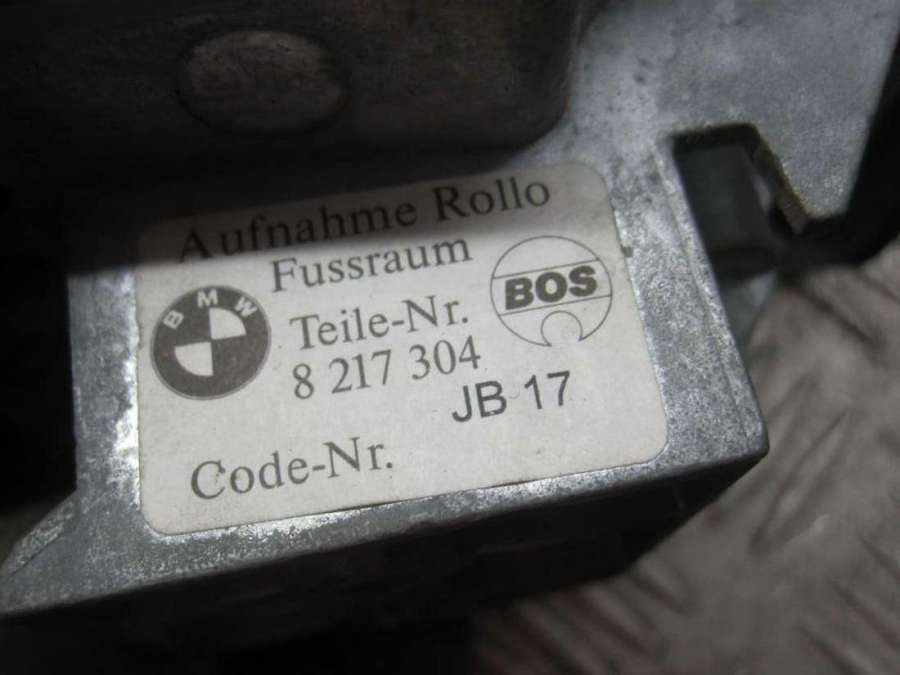 Aufnahme Rollo
Fussraum
BMW
BOS
Teile-Nr.
8 217 304
JB 17
Code-Nr.